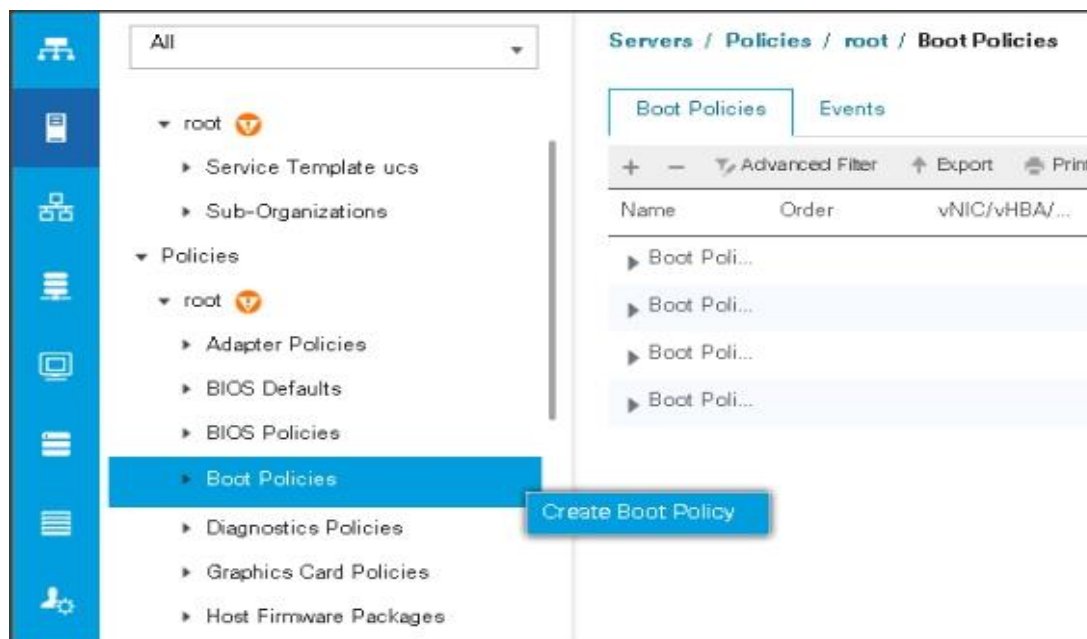 All
root
Service Template ucs
Sub-Organizations
Policies
root
Adapter Policies
BIOS Defaults
BIOS Policies
Boot Policies
Create Boot Policy
Diagnostics Policies
Graphics Card Policies
Host Firmware Packages
Servers / Policies / root / Boot Policies
Boot Policies Events
+ − Advanced Filter Export Print
Name Order vNIC/vHBA/...
Boot Poli...
Boot Poli...
Boot Poli...
Boot Poli...